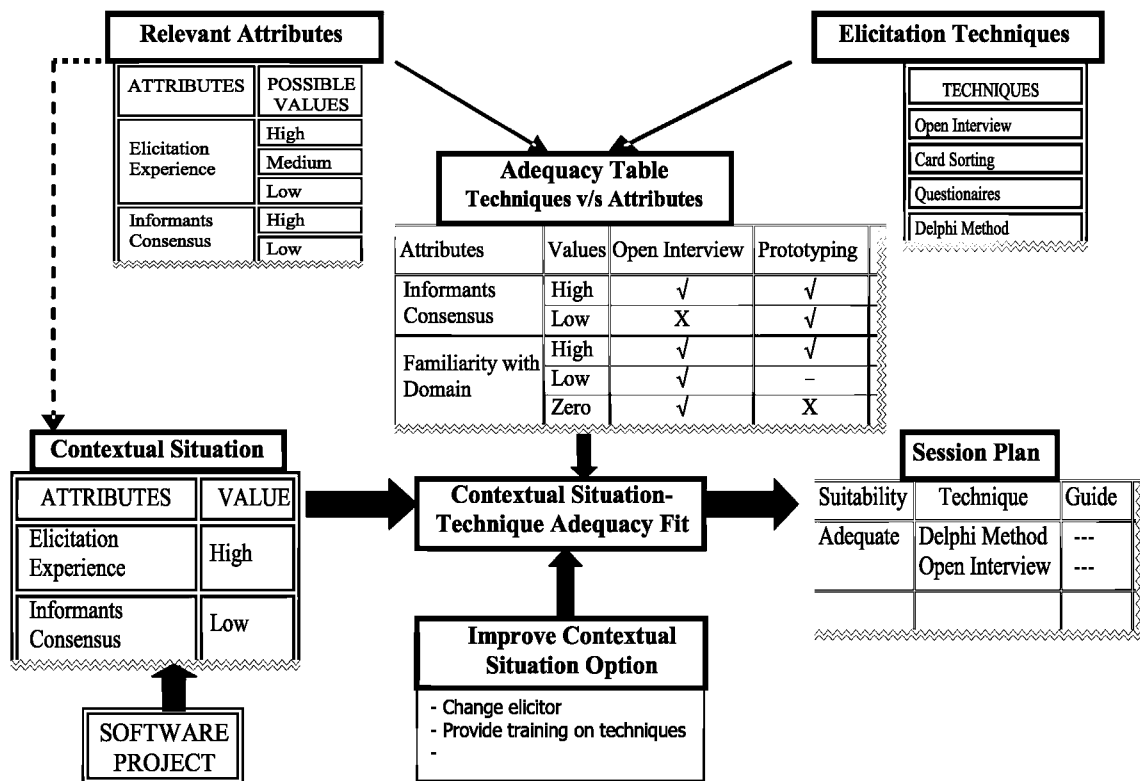 Relevant Attributes
ATTRIBUTES
POSSIBLE
VALUES
Elicitation
Experience
High
Medium
Low
Informants
Consensus
High
Low
Elicitation Techniques
TECHNIQUES
Open Interview
Card Sorting
Questionaires
Delphi Method
Adequacy Table
Techniques v/s Attributes
Attributes Values Open Interview Prototyping
Informants
Consensus
High √ √
Low X √
Familiarity with
Domain
High √ √
Low √ –
Zero √ X
Contextual Situation
ATTRIBUTES VALUE
Elicitation
Experience
High
Informants
Consensus
Low
SOFTWARE
PROJECT
Contextual Situation-
Technique Adequacy Fit
Improve Contextual
Situation Option
- Change elicitor
- Provide training on techniques
-
Session Plan
Suitability Technique Guide
Adequate Delphi Method ---
Open Interview ---